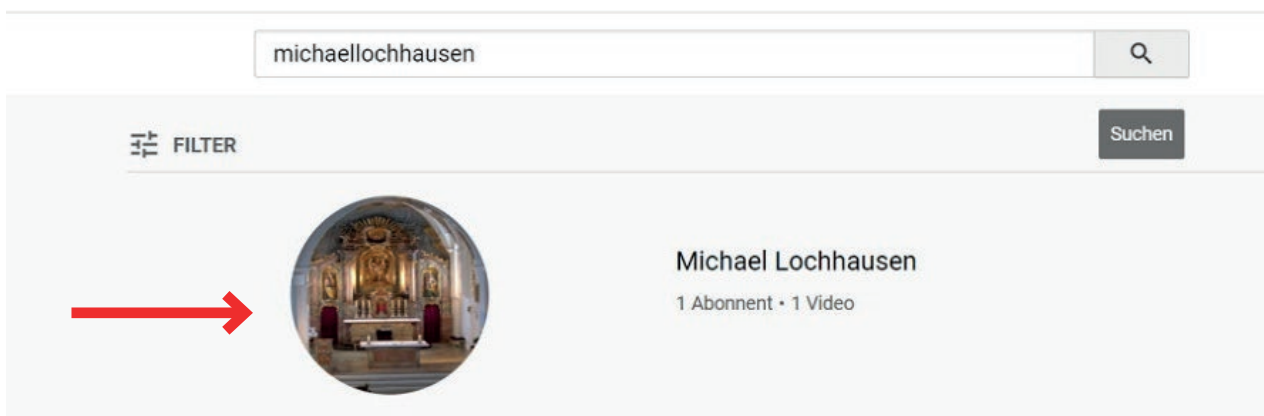 michaellochhausen
Suchen
FILTER
Michael Lochhausen
1 Abonnent • 1 Video